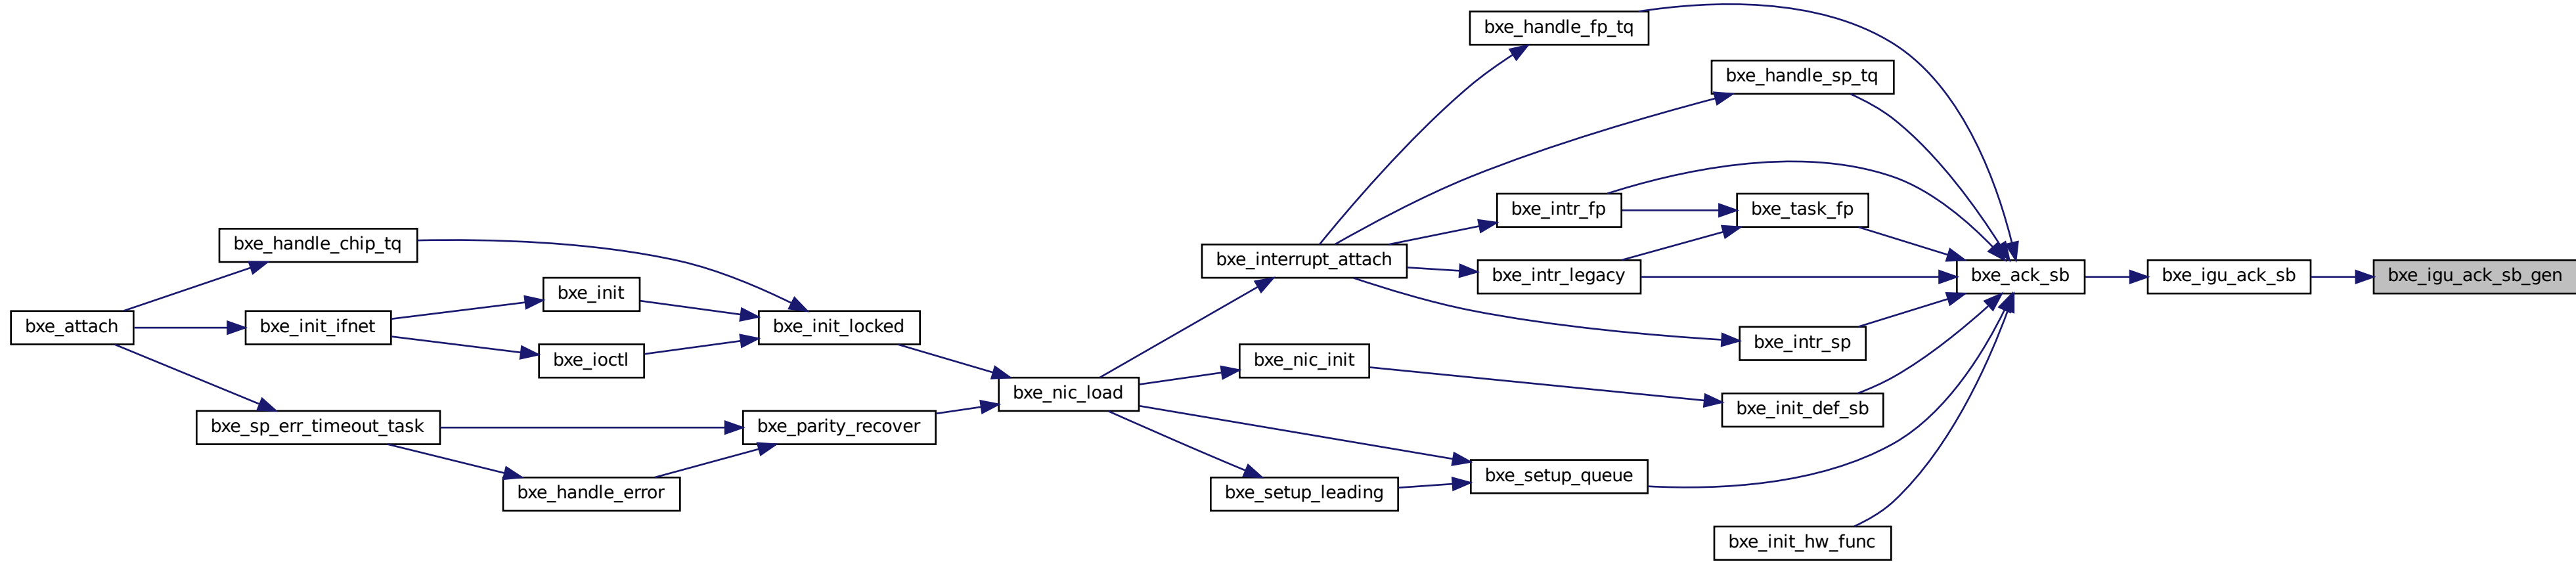 bxe_handle_fp_tq
bxe_handle_sp_tq
bxe_intr_fp
bxe_task_fp
bxe_handle_chip_tq
bxe_interrupt_attach
bxe_intr_legacy
bxe_ack_sb
bxe_igu_ack_sb
bxe_igu_ack_sb_gen
bxe_init
bxe_attach
bxe_init_ifnet
bxe_init_locked
bxe_intr_sp
bxe_ioctl
bxe_nic_init
bxe_nic_load
bxe_init_def_sb
bxe_sp_err_timeout_task
bxe_parity_recover
bxe_setup_queue
bxe_handle_error
bxe_setup_leading
bxe_init_hw_func